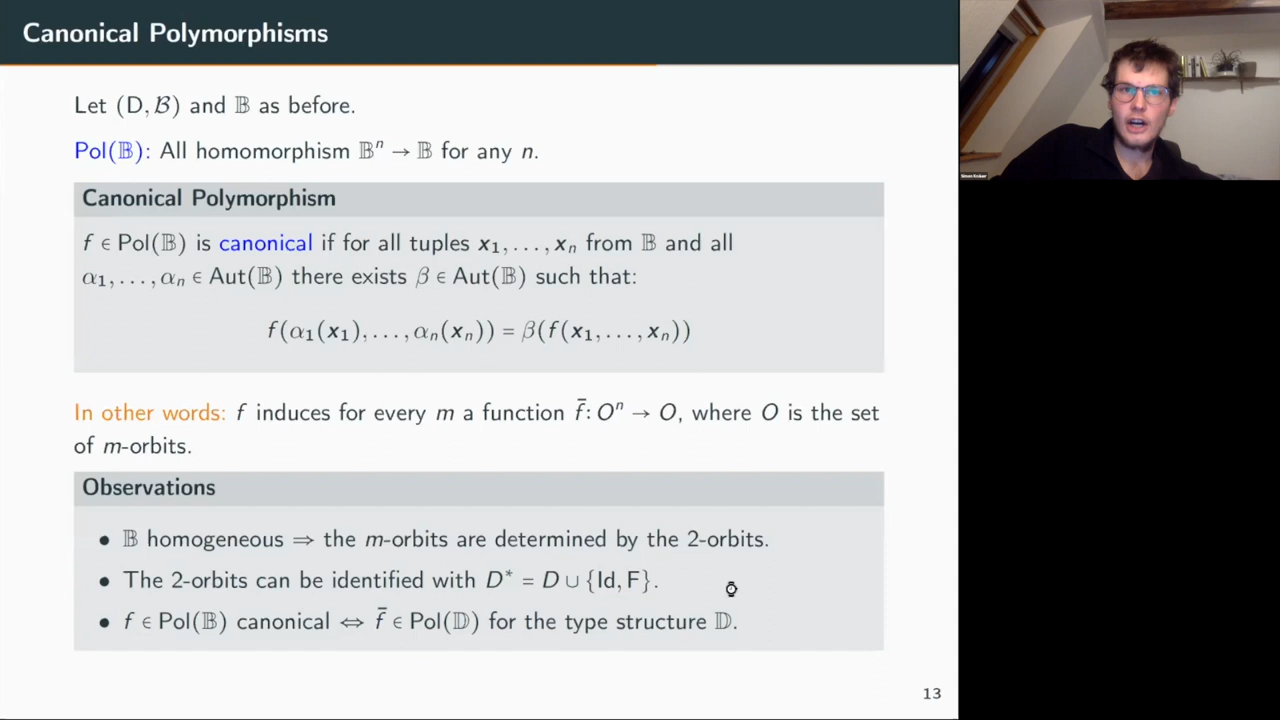 Canonical Polymorphisms
Let (D, ℬ) and 𝔹 as before.
Pol(𝔹): All homomorphism 𝔹ⁿ → 𝔹 for any n.
Canonical Polymorphism
f ∈ Pol(𝔹) is canonical if for all tuples x₁, . . . , xₙ from 𝔹 and all
α₁, . . . , αₙ ∈ Aut(𝔹) there exists β ∈ Aut(𝔹) such that:
f(α₁(x₁), . . . , αₙ(xₙ)) = β(f(x₁, . . . , xₙ))
In other words: f induces for every m a function f̄: Oⁿ → O, where O is the set
of m-orbits.
Observations
• 𝔹 homogeneous ⇒ the m-orbits are determined by the 2-orbits.
• The 2-orbits can be identified with D* = D ∪ {Id, F}.
• f ∈ Pol(𝔹) canonical ⇔ f̄ ∈ Pol(𝔻) for the type structure 𝔻.
13